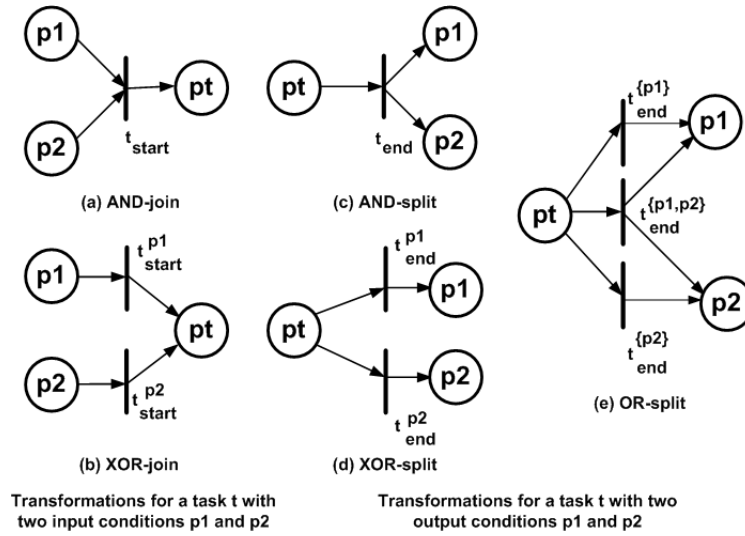 p1
p2
pt
t start
(a) AND-join
pt
p1
p2
t end
(c) AND-split
p1
p2
t p1 start
t p2 start
pt
(b) XOR-join
pt
t p1 end
p1
p2
t p2 end
(d) XOR-split
pt
t {p1} end
p1
t {p1,p2} end
p2
t {p2} end
(e) OR-split
Transformations for a task t with
two input conditions p1 and p2
Transformations for a task t with two
output conditions p1 and p2